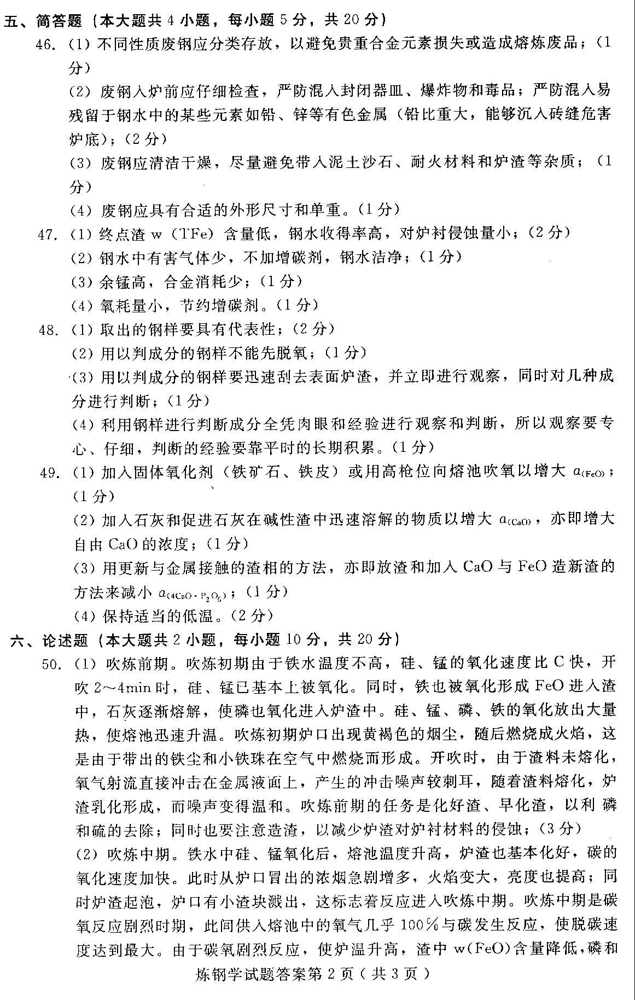 五、简答题（本大题共 4 小题，每小题 5 分，共 20 分）
46.（1）不同性质废钢应分类存放，以避免贵重合金元素损失或造成熔炼废品；（1
分）
（2）废钢入炉前应仔细检查，严防混入封闭器皿、爆炸物和毒品；严防混入易
残留于钢水中的某些元素如铅、锌等有色金属（铅比重大，能够沉入砖缝危害
炉底）；（2 分）
（3）废钢应清洁干燥，尽量避免带入泥土沙石、耐火材料和炉渣等杂质；（1
分）
（4）废钢应具有合适的外形尺寸和单重。（1 分）
47.（1）终点渣 w（TFe）含量低，钢水收得率高，对炉衬侵蚀量小；（2 分）
（2）钢水中有害气体少，不加增碳剂，钢水洁净；（1 分）
（3）余锰高，合金消耗少；（1 分）
（4）氧耗量小，节约增碳剂。（1 分）
48.（1）取出的钢样要具有代表性；（2 分）
（2）用以判成分的钢样不能先脱氧；（1 分）
（3）用以判成分的钢样要迅速刮去表面炉渣，并立即进行观察，同时对几种成
分进行判断；（1 分）
（4）利用钢样进行判断成分全凭肉眼和经验进行观察和判断，所以观察要专
心、仔细，判断的经验要靠平时的长期积累。（1 分）
49.（1）加入固体氧化剂（铁矿石、铁皮）或用高枪位向熔池吹氧以增大 a(FeO)；
（1 分）
（2）加入石灰和促进石灰在碱性渣中迅速溶解的物质以增大 a(CaO)，亦即增大
自由 CaO 的浓度；（1 分）
（3）用更新与金属接触的渣相的方法，亦即放渣和加入 CaO 与 FeO 造新渣的
方法来减小 a(4CaO·P₂O₅)；（1 分）
（4）保持适当的低温。（2 分）
六、论述题（本大题共 2 小题，每小题 10 分，共 20 分）
50.（1）吹炼前期。吹炼初期由于铁水温度不高，硅、锰的氧化速度比 C 快，开
吹 2～4min 时，硅、锰已基本上被氧化。同时，铁也被氧化形成 FeO 进入渣
中，石灰逐渐熔解，使磷也氧化进入炉渣中。硅、锰、磷、铁的氧化放出大量
热，使熔池迅速升温。吹炼初期炉口出现黄褐色的烟尘，随后燃烧成火焰，这
是由于带出的铁尘和小铁珠在空气中燃烧而形成。开吹时，由于渣料未熔化，
氧气射流直接冲击在金属液面上，产生的冲击噪声较刺耳，随着渣料熔化，炉
渣乳化形成，而噪声变得温和。吹炼前期的任务是化好渣、早化渣，以利 磷
和硫的去除；同时也要注意造渣，以减少炉渣对炉衬材料的侵蚀；（3 分）
（2）吹炼中期。铁水中硅、锰氧化后，熔池温度升高，炉渣也基本化好，碳的
氧化速度加快。此时从炉口冒出的浓烟急剧增多，火焰变大，亮度也提高；同
时炉渣起泡，炉口有小渣块溅出，这标志着反应进入吹炼中期。吹炼中期是碳
氧反应剧烈时期，此间供入熔池中的氧气几乎 100％与碳发生反应，使脱碳速
度达到最大。由于碳氧剧烈反应，使炉温升高，渣中 w(FeO)含量降低,磷和
炼钢学试题答案第 2 页（ 共 3 页 ）